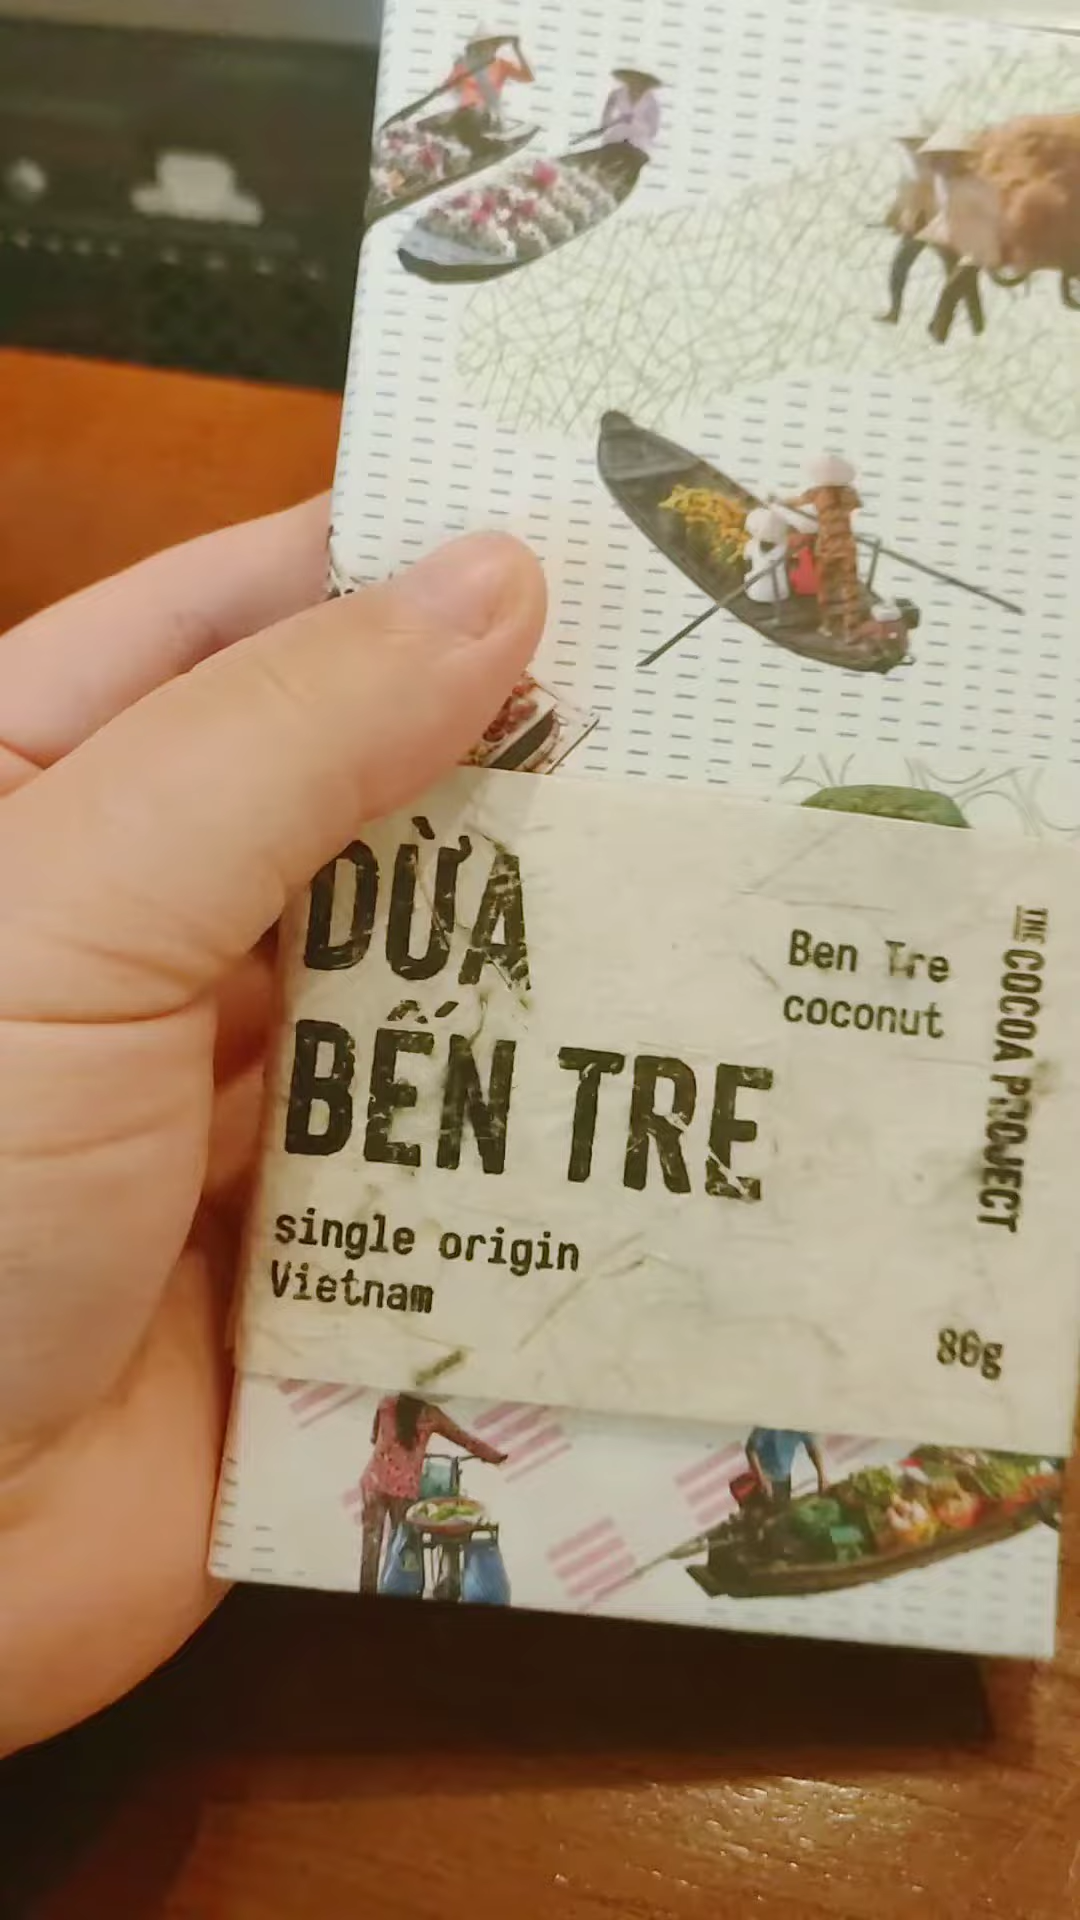 DỪA
BẾN TRE
Ben Tre
coconut
THE COCOA PROJECT
single origin
Vietnam
86g